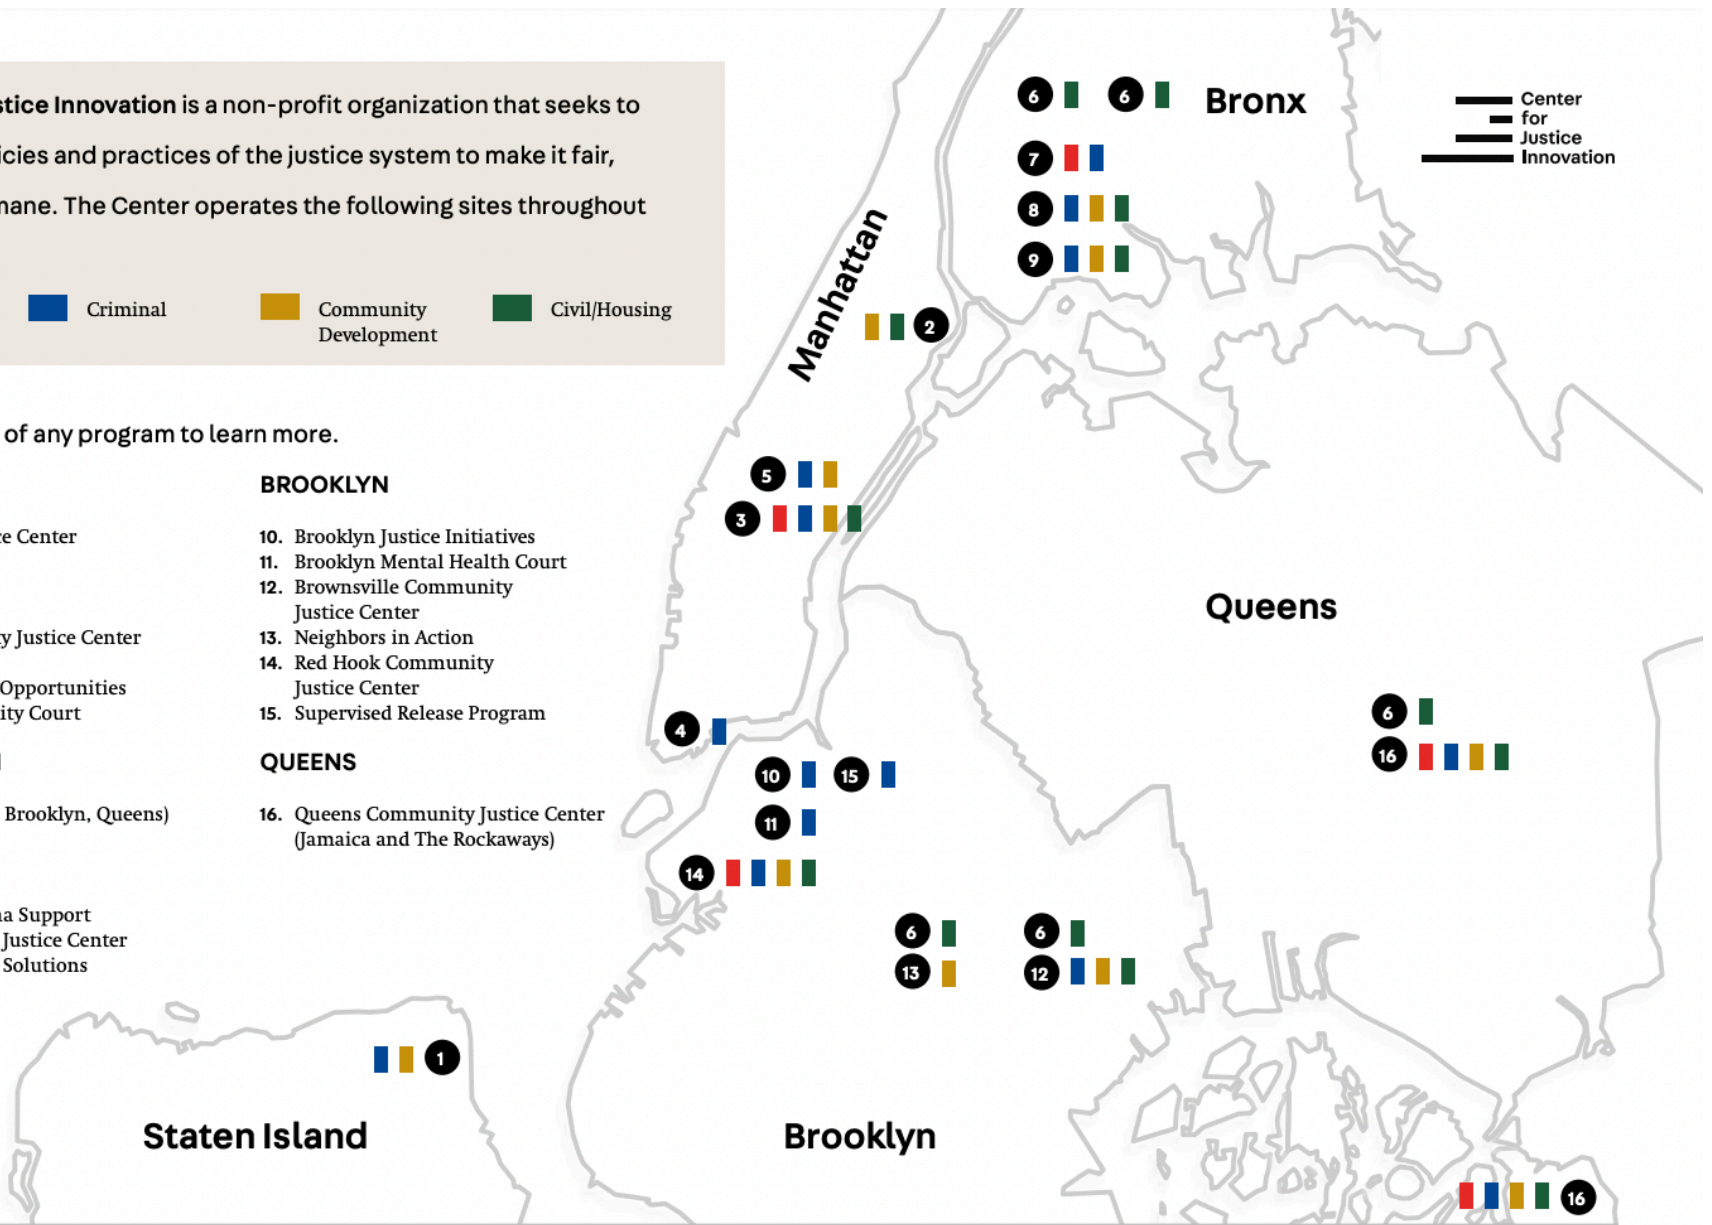 stice Innovation is a non-profit organization that seeks to
icies and practices of the justice system to make it fair,
mane. The Center operates the following sites throughout
Criminal
Community
Development
Civil/Housing
of any program to learn more.
ce Center
y Justice Center
Opportunities
ity Court
Brooklyn, Queens)
a Support
Justice Center
Solutions
BROOKLYN
10. Brooklyn Justice Initiatives
11. Brooklyn Mental Health Court
12. Brownsville Community
Justice Center
13. Neighbors in Action
14. Red Hook Community
Justice Center
15. Supervised Release Program
QUEENS
16. Queens Community Justice Center
(Jamaica and The Rockaways)
Center
for
Justice
Innovation
6 6 Bronx
7
8
9
Manhattan
2
5
3
4
Queens
6
16
10 15
11
14
6 6
13 12
1
Staten Island
Brooklyn
16